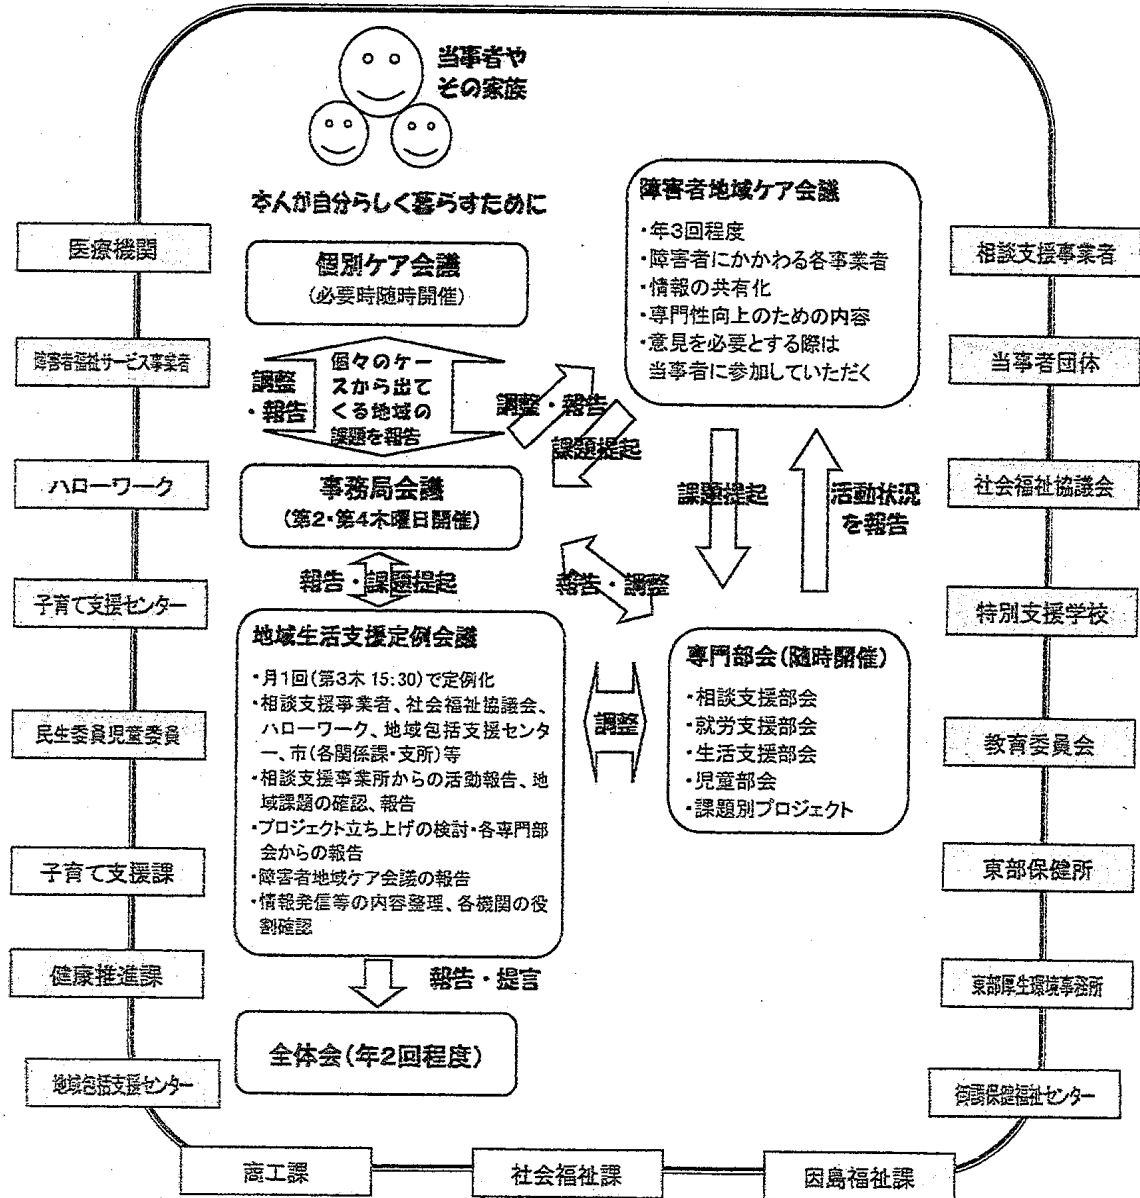 当事者や
その家族
本人が自分らしく暮らすために
個別ケア会議
(必要時随時開催)
調整
・報告
個々のケー
スから出て
くる地域の
課題を報告
事務局会議
(第2・第4木曜日開催)
報告・課題提起
地域生活支援定例会議
・月1回(第3木 15:30)で定例化
・相談支援事業者、社会福祉協議会、
ハローワーク、地域包括支援センタ
ー、市(各関係課・支所)等
・相談支援事業所からの活動報告、地
域課題の確認、報告
・プロジェクト立ち上げの検討・各専門部
会からの報告
・障害者地域ケア会議の報告
・情報発信等の内容整理、各機関の役
割確認
報告・提言
全体会(年2回程度)
障害者地域ケア会議
・年3回程度
・障害者にかかわる各事業者
・情報の共有化
・専門性向上のための内容
・意見を必要とする際は
当事者に参加していただく
調整・報告
課題提起
課題提起
活動状況
を報告
報告・調整
調整
専門部会(随時開催)
・相談支援部会
・就労支援部会
・生活支援部会
・児童部会
・課題別プロジェクト
医療機関
障害者福祉サービス事業者
ハローワーク
子育て支援センター
民生委員児童委員
子育て支援課
健康推進課
地域包括支援センター
商工課
社会福祉課
因島福祉課
相談支援事業者
当事者団体
社会福祉協議会
特別支援学校
教育委員会
東部保健所
東部厚生環境事務所
御調保健福祉センター